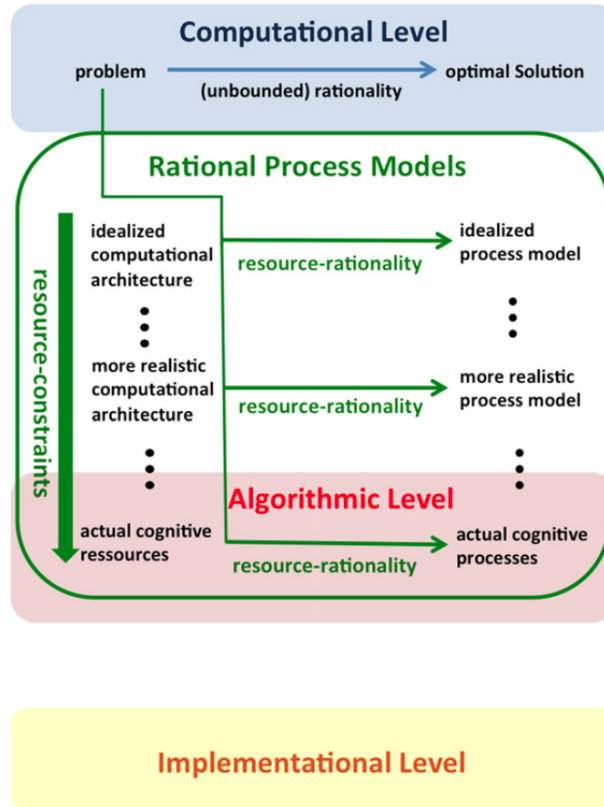 Computational Level
problem
optimal Solution
(unbounded) rationality
Rational Process Models
resource-constraints
idealized
computational
architecture
resource-rationality
idealized
process model
more realistic
computational
architecture
resource-rationality
more realistic
process model
Algorithmic Level
actual cognitive
ressources
resource-rationality
actual cognitive
processes
Implementational Level